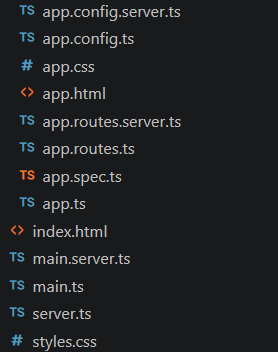 TS app.config.server.ts
TS app.config.ts
# app.css
<> app.html
TS app.routes.server.ts
TS app.routes.ts
TS app.spec.ts
TS app.ts
<> index.html
TS main.server.ts
TS main.ts
TS server.ts
# styles.css